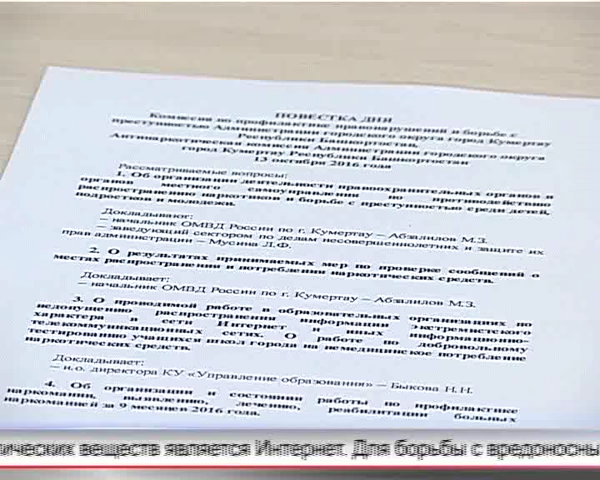 ПОВЕСТКА ДНЯ
Комиссии по профилактике правонарушений и борьбе с
преступностью Администрации городского округа город Кумертау
Республики Башкортостан,
Антинаркотическая комиссия Администрации городского округа
город Кумертау Республики Башкортостан
13 октября 2016 года
Рассматриваемые вопросы:
1. Об организации деятельности правоохранительных органов и
органов местного самоуправления по противодействию
распространению наркотиков и борьбе с преступностью среди детей,
подростков и молодежи.
Докладывают:
– начальник ОМВД России по г. Кумертау – Абзалилов М.З.
– заведующий сектором по делам несовершеннолетних и защите их
прав администрации – Мусина Л.Ф.
2. О результатах принимаемых мер по проверке сообщений о
местах распространения и потребления наркотических средств.
Докладывает:
– начальник ОМВД России по г. Кумертау – Абзалилов М.З.
3. О проводимой работе в образовательных организациях по
недопущению распространения информации экстремистского
характера в сети Интернет и иных информационно-
телекоммуникационных сетях. О работе по добровольному
тестированию учащихся школ города на немедицинское потребление
наркотических средств.
Докладывает:
– и.о. директора КУ «Управление образования» – Быкова Н.Н.
4. Об организации и состоянии работы по профилактике
наркомании, выявлению, лечению, реабилитации больных
наркоманией за 9 месяцев 2016 года.
ических веществ является Интернет. Для борьбы с вредоносны